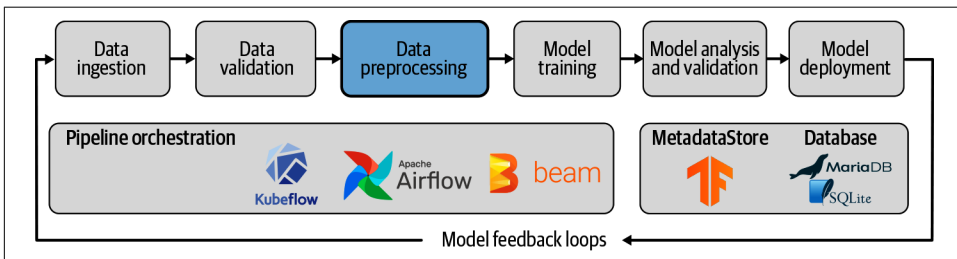 Data
ingestion
Data
validation
Data
preprocessing
Model
training
Model analysis
and validation
Model
deployment
Pipeline orchestration
Kubeflow
Apache
Airflow
beam
MetadataStore
Database
MariaDB
SQLite
Model feedback loops